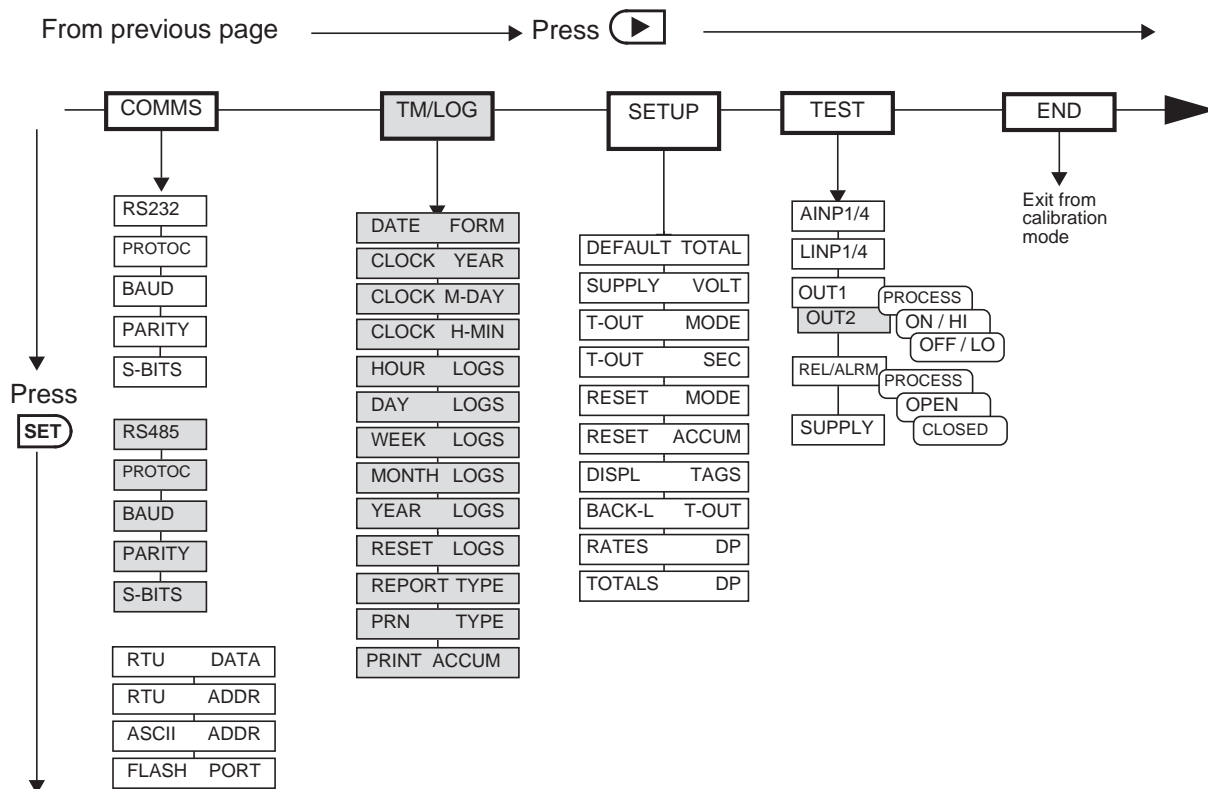 From previous page
Press
COMMS
TM/LOG
SETUP
TEST
END
Press
SET
RS232
PROTOC
BAUD
PARITY
S-BITS
RS485
PROTOC
BAUD
PARITY
S-BITS
RTU DATA
RTU ADDR
ASCII ADDR
FLASH PORT
DATE FORM
CLOCK YEAR
CLOCK M-DAY
CLOCK H-MIN
HOUR LOGS
DAY LOGS
WEEK LOGS
MONTH LOGS
YEAR LOGS
RESET LOGS
REPORT TYPE
PRN TYPE
PRINT ACCUM
DEFAULT TOTAL
SUPPLY VOLT
T-OUT MODE
T-OUT SEC
RESET MODE
RESET ACCUM
DISPL TAGS
BACK-L T-OUT
RATES DP
TOTALS DP
AINP1/4
LINP1/4
OUT1
OUT2
PROCESS
ON / HI
OFF / LO
REL/ALRM
PROCESS
OPEN
CLOSED
SUPPLY
Exit from
calibration
mode